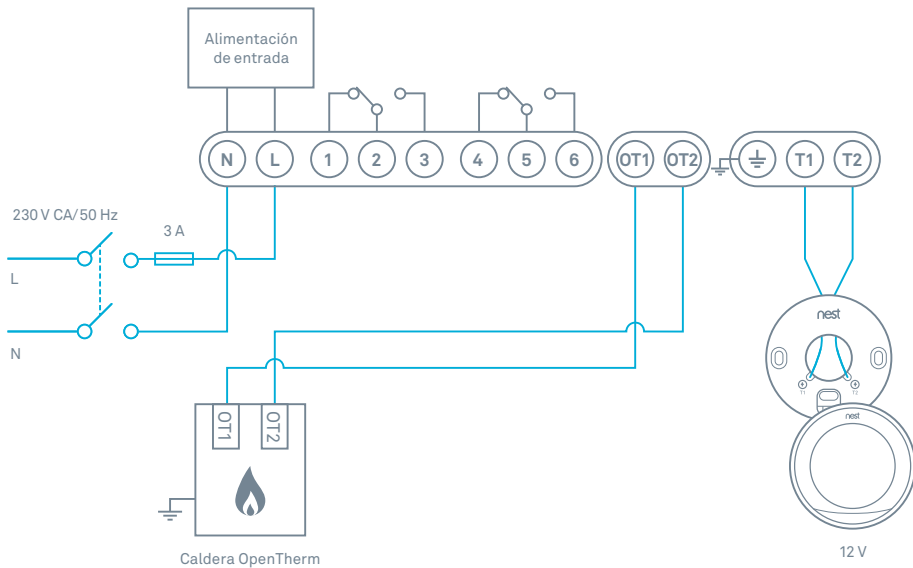 Alimentación
de entrada
N L 1 2 3 4 5 6 OT1 OT2 T1 T2
230 V CA/50 Hz
3 A
L
N
nest
T1 T2
nest
OT1 OT2
Caldera OpenTherm
12 V